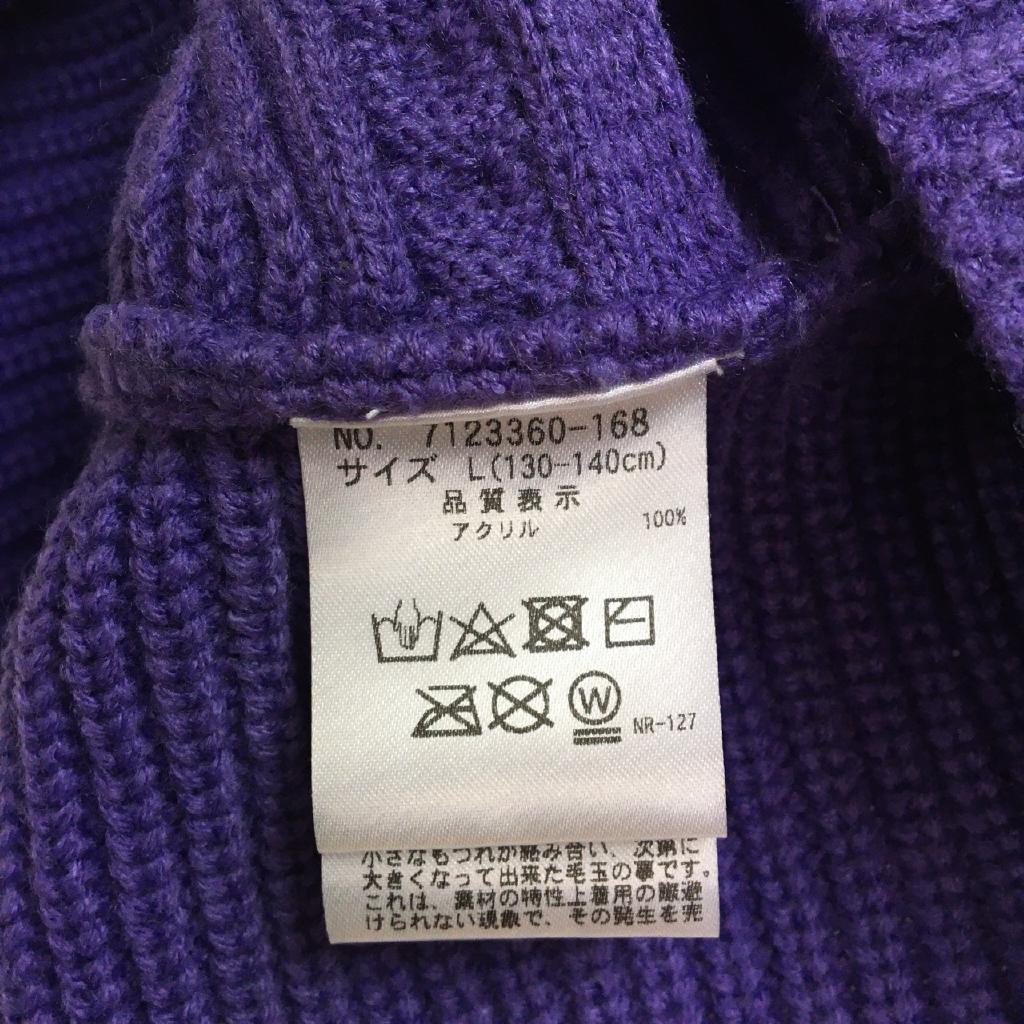 NO. 7123360-168
サイズ L(130-140cm)
品質表示
アクリル 100%
W
NR-127
小さなもつれが絡み合い、次第に
大きくなって出来た毛玉の事です。
これは、素材の特性上着用の際避
けられない現象で、その発生を完